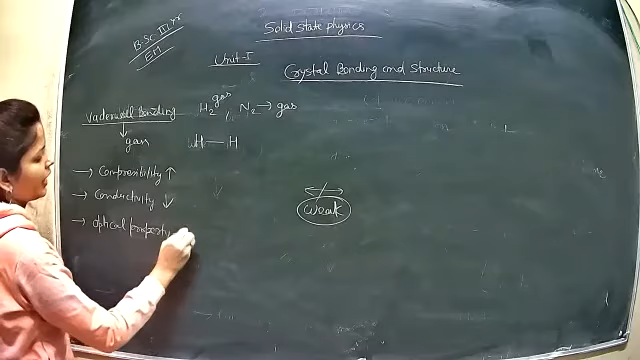 B.Sc III yr
EM
Solid state physics
Unit-I
Crystal Bonding and Structure
Vaderwall Bonding
gas
H2 gas, N2 → gas
H — H
→ Compressibility ↑
→ Conductivity ↓
→ Optical property
weak